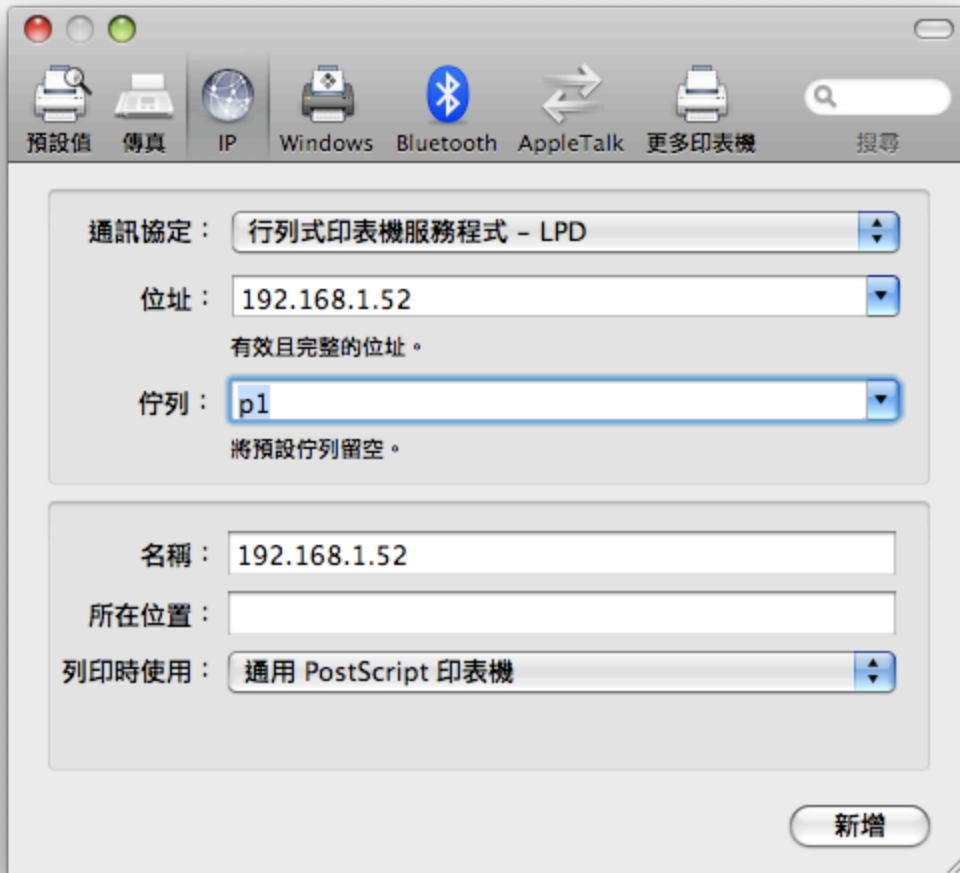 預設值 傳真 IP Windows Bluetooth AppleTalk 更多印表機 搜尋
通訊協定： 行列式印表機服務程式 – LPD
位址： 192.168.1.52
有效且完整的位址。
佇列： p1
將預設佇列留空。
名稱： 192.168.1.52
所在位置：
列印時使用： 通用 PostScript 印表機
新增